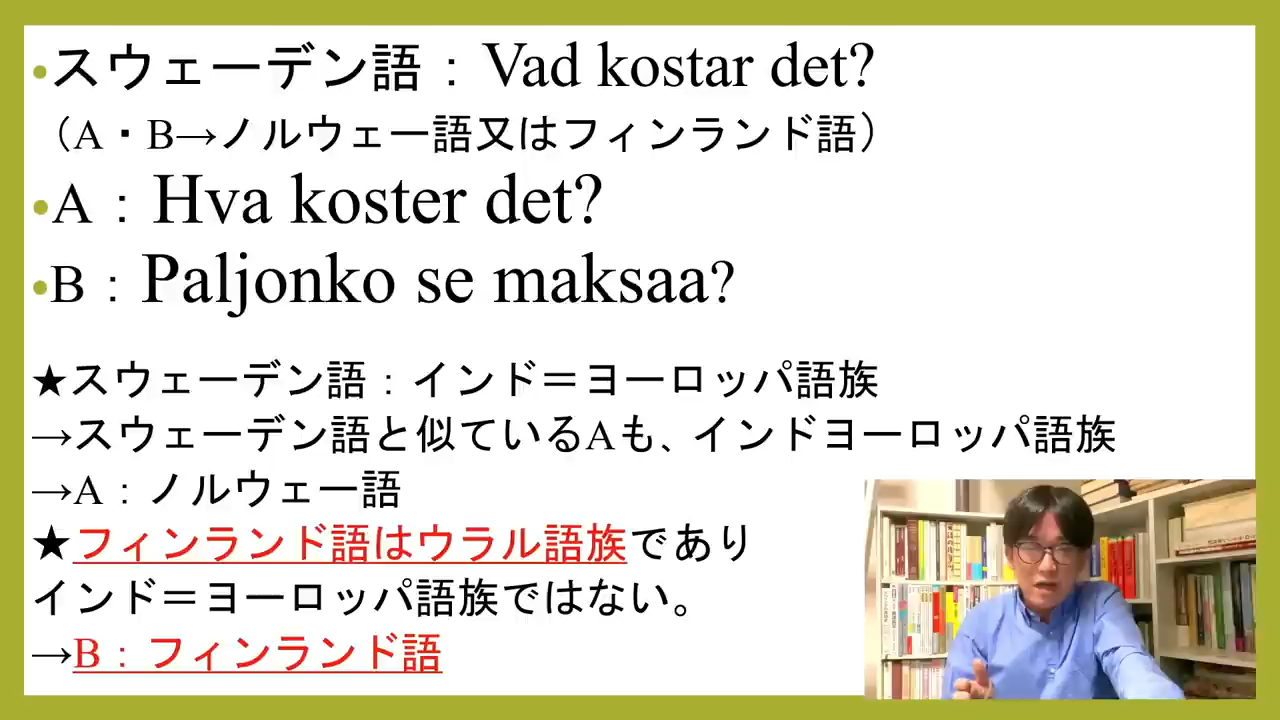 •スウェーデン語：Vad kostar det?
（A・B→ノルウェー語又はフィンランド語）
•A：Hva koster det?
•B：Paljonko se maksaa?
★スウェーデン語：インド＝ヨーロッパ語族
→スウェーデン語と似ているAも、インドヨーロッパ語族
→A：ノルウェー語
★フィンランド語はウラル語族であり
インド＝ヨーロッパ語族ではない。
→B：フィンランド語